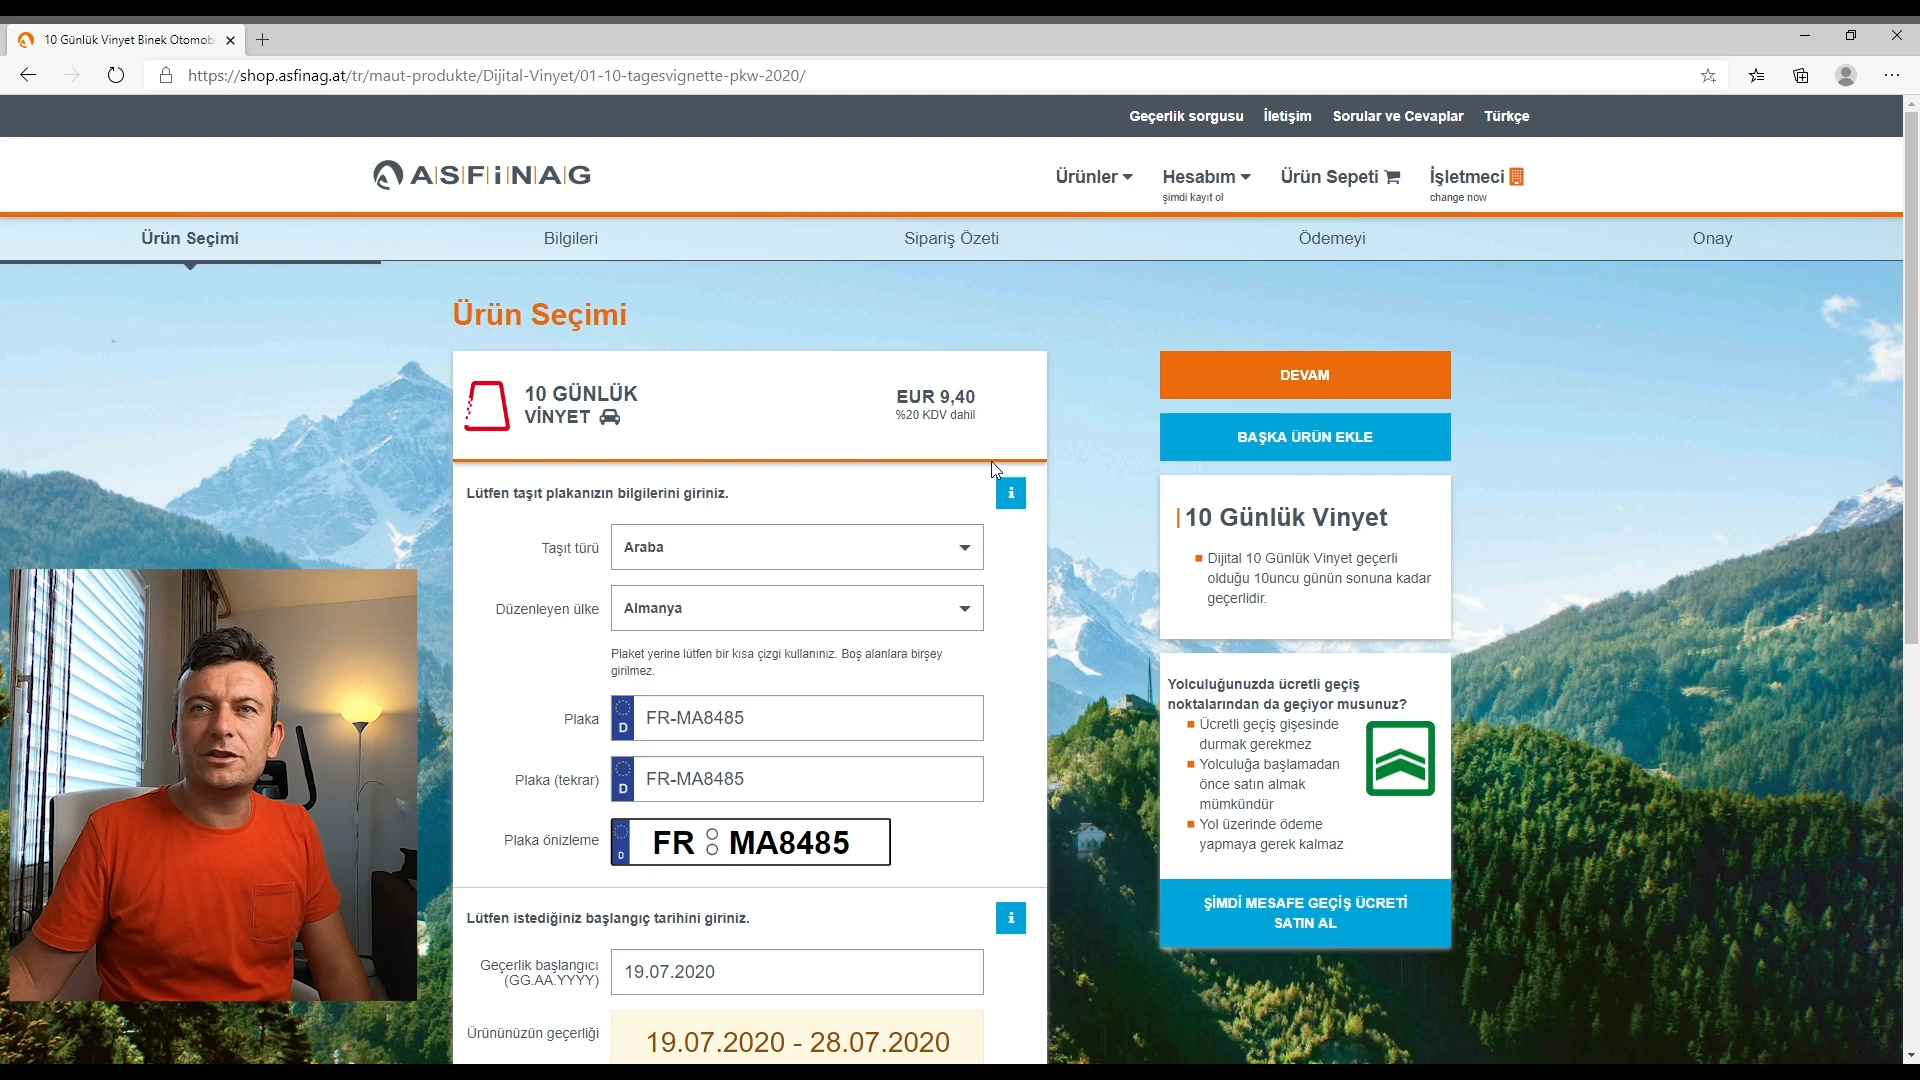 10 Günlük Vinyet Binek Otomobi
https://shop.asfinag.at/tr/maut-produkte/Dijital-Vinyet/01-10-tagesvignette-pkw-2020/
Geçerlik sorgusu İletişim Sorular ve Cevaplar Türkçe
ASFiNAG
Ürünler Hesabım Ürün Sepeti İşletmeci
şimdi kayıt ol change now
Ürün Seçimi Bilgileri Sipariş Özeti Ödemeyi Onay
Ürün Seçimi
10 GÜNLÜK
VİNYET
EUR 9,40
%20 KDV dahil
Lütfen taşıt plakanızın bilgilerini giriniz.
i
Taşıt türü Araba
Düzenleyen ülke Almanya
Plaket yerine lütfen bir kısa çizgi kullanınız. Boş alanlara birşey
girilmez.
Plaka D FR-MA8485
Plaka (tekrar) D FR-MA8485
Plaka önizleme D FR MA8485
Lütfen istediğiniz başlangıç tarihini giriniz.
i
Geçerlik başlangıcı
(GG.AA.YYYY)
19.07.2020
Ürününüzün geçerliği 19.07.2020 - 28.07.2020
DEVAM
BAŞKA ÜRÜN EKLE
10 Günlük Vinyet
Dijital 10 Günlük Vinyet geçerli
olduğu 10uncu günün sonuna kadar
geçerlidir.
Yolculuğunuzda ücretli geçiş
noktalarından da geçiyor musunuz?
Ücretli geçiş gişesinde
durmak gerekmez
Yolculuğa başlamadan
önce satın almak
mümkündür
Yol üzerinde ödeme
yapmaya gerek kalmaz
ŞİMDİ MESAFE GEÇİŞ ÜCRETİ
SATIN AL